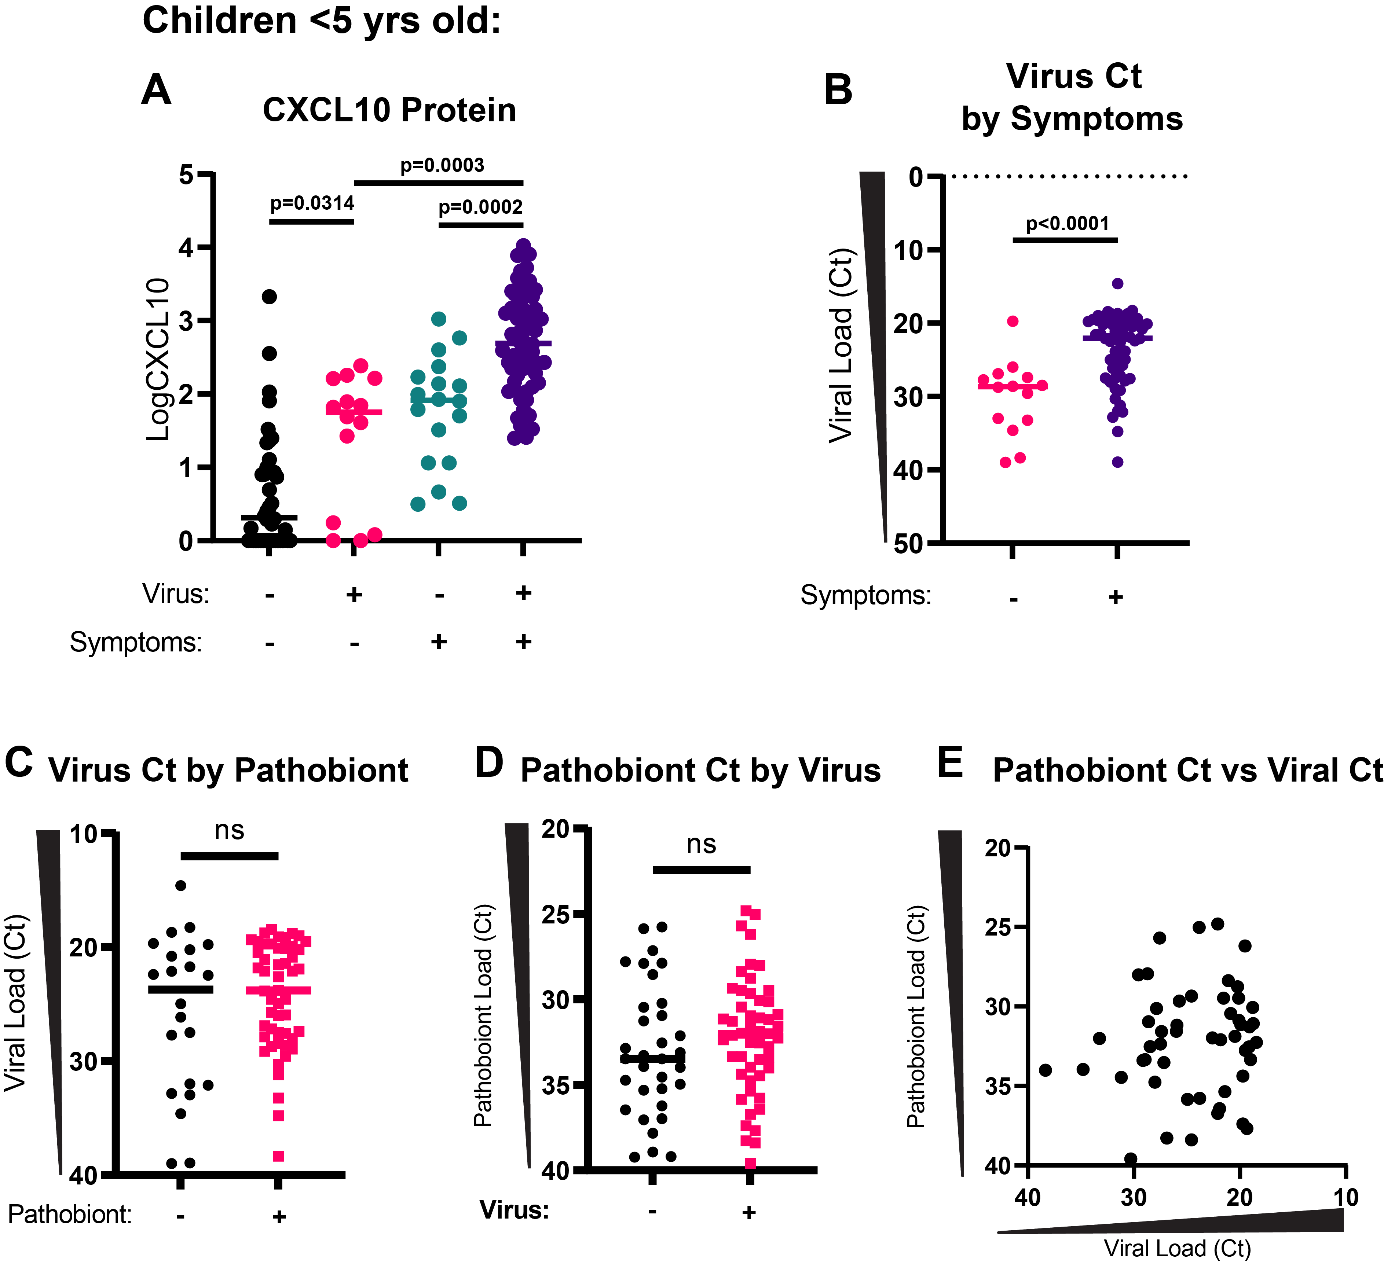 Children <5 yrs old:
A
CXCL10 Protein
p=0.0003
p=0.0314
p=0.0002
LogCXCL10
5
4
3
2
1
0
Virus: - + - +
Symptoms: - - + +
B
Virus Ct
by Symptoms
p<0.0001
Viral Load (Ct)
0
10
20
30
40
50
Symptoms: - +
C
Virus Ct by Pathobiont
ns
Viral Load (Ct)
10
20
30
40
Pathobiont: - +
D
Pathobiont Ct by Virus
ns
Pathoboiont Load (Ct)
20
25
30
35
40
Virus: - +
E
Pathobiont Ct vs Viral Ct
Pathoboiont Load (Ct)
20
25
30
35
40
40 30 20 10
Viral Load (Ct)